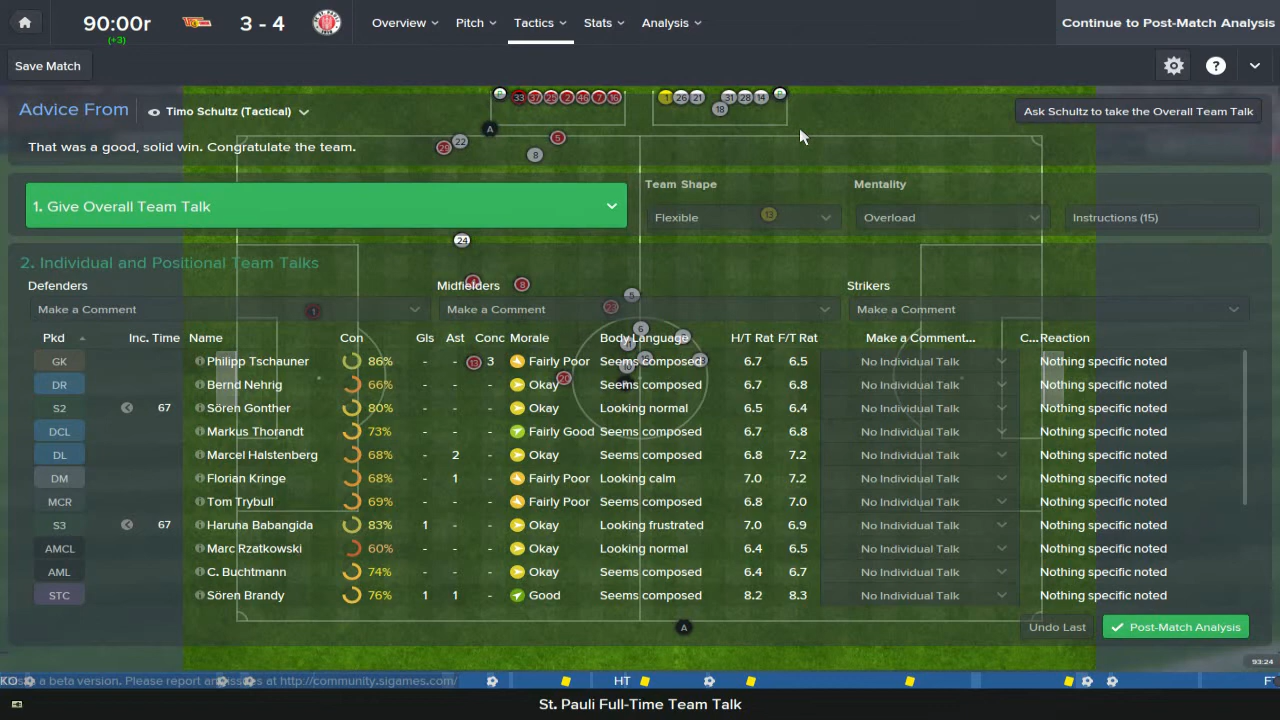 90:00r 3 - 4 Overview Pitch Tactics Stats Analysis Continue to Post-Match Analysis
(+3)
Save Match
Advice From Timo Schultz (Tactical) Ask Schultz to take the Overall Team Talk
That was a good, solid win. Congratulate the team.
1. Give Overall Team Talk
Team Shape Mentality
Flexible Overload Instructions (15)
2. Individual and Positional Team Talks
Defenders Midfielders Strikers
Make a Comment Make a Comment Make a Comment
Pkd Inc. Time Name Con Gls Ast Conc Morale Body Language H/T Rat F/T Rat Make a Comment... C... Reaction
GK Philipp Tschauner 86% - - 3 Fairly Poor Seems composed 6.7 6.5 No Individual Talk Nothing specific noted
DR Bernd Nehrig 66% - - - Okay Seems composed 6.7 6.8 No Individual Talk Nothing specific noted
S2 67 Sören Gonther 80% - - - Okay Looking normal 6.5 6.4 No Individual Talk Nothing specific noted
DCL Markus Thorandt 73% - - - Fairly Good Seems composed 6.7 6.8 No Individual Talk Nothing specific noted
DL Marcel Halstenberg 68% - 2 - Okay Seems composed 6.8 7.2 No Individual Talk Nothing specific noted
DM Florian Kringe 68% - 1 - Fairly Poor Looking calm 7.0 7.2 No Individual Talk Nothing specific noted
MCR Tom Trybull 69% - - - Fairly Poor Seems composed 6.8 7.0 No Individual Talk Nothing specific noted
S3 67 Haruna Babangida 83% 1 - - Okay Looking frustrated 7.0 6.9 No Individual Talk Nothing specific noted
AMCL Marc Rzatkowski 60% - - - Okay Looking normal 6.4 6.5 No Individual Talk Nothing specific noted
AML C. Buchtmann 74% - - - Okay Seems composed 6.4 6.7 No Individual Talk Nothing specific noted
STC Sören Brandy 76% 1 1 - Good Seems composed 8.2 8.3 No Individual Talk Nothing specific noted
Undo Last Post-Match Analysis
93:24
KO a beta version. Please report any issues at http://community.sigames.com/ HT
St. Pauli Full-Time Team Talk